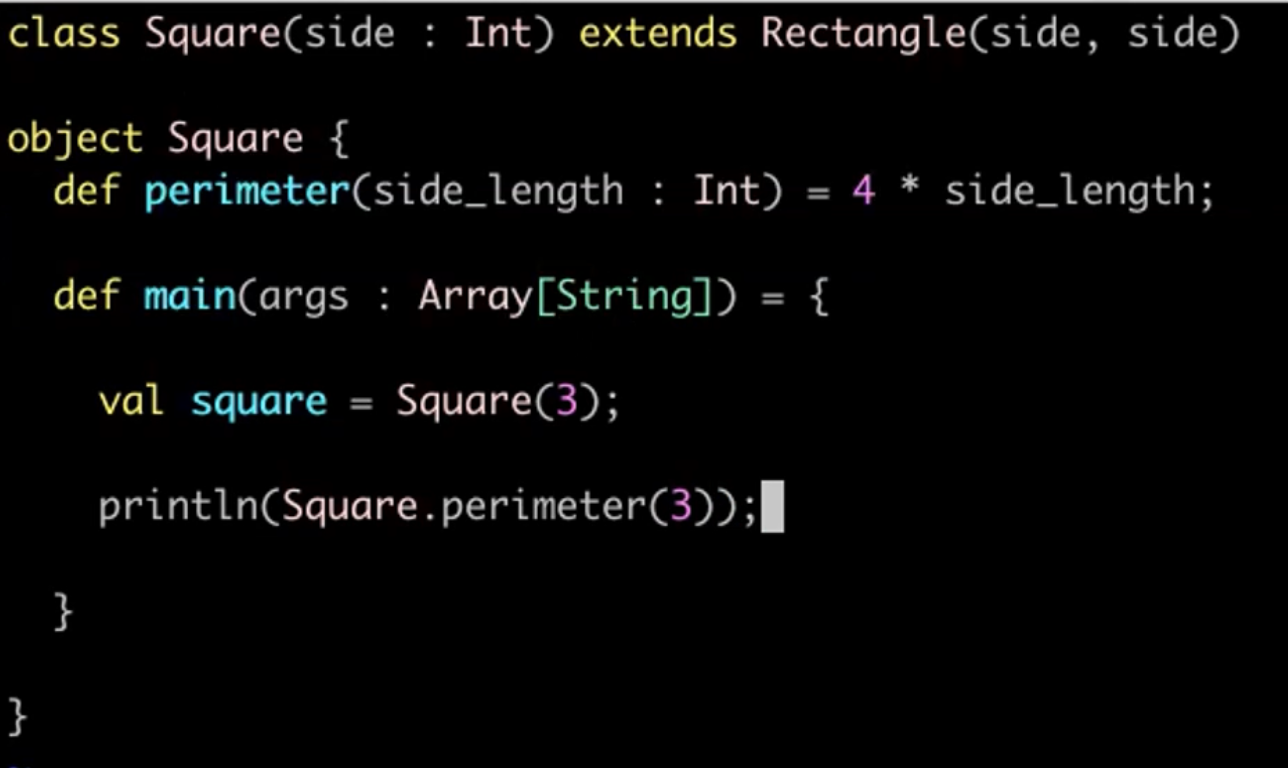 class Square(side : Int) extends Rectangle(side, side)
object Square {
def perimeter(side_length : Int) = 4 * side_length;
def main(args : Array[String]) = {
val square = Square(3);
println(Square.perimeter(3));
}
}